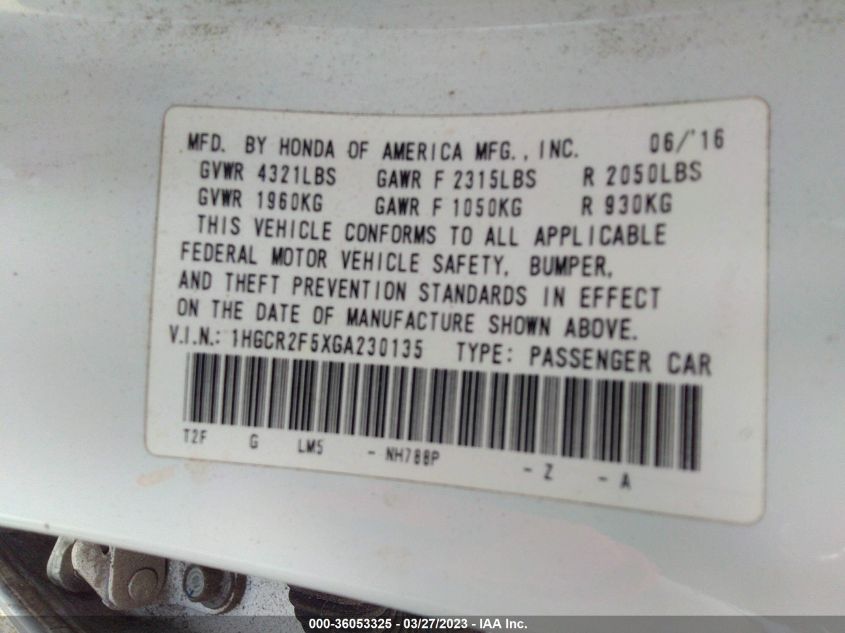 MFD. BY HONDA OF AMERICA MFG., INC. 06/'16
GVWR 4321LBS GAWR F 2315LBS R 2050LBS
GVWR 1960KG GAWR F 1050KG R 930KG
THIS VEHICLE CONFORMS TO ALL APPLICABLE
FEDERAL MOTOR VEHICLE SAFETY, BUMPER,
AND THEFT PREVENTION STANDARDS IN EFFECT
ON THE DATE OF MANUFACTURE SHOWN ABOVE.
V.I.N.: 1HGCR2F5XGA230135 TYPE: PASSENGER CAR
T2F G LM5 - NH788P - Z - A
000-36053325 - 03/27/2023 - IAA Inc.